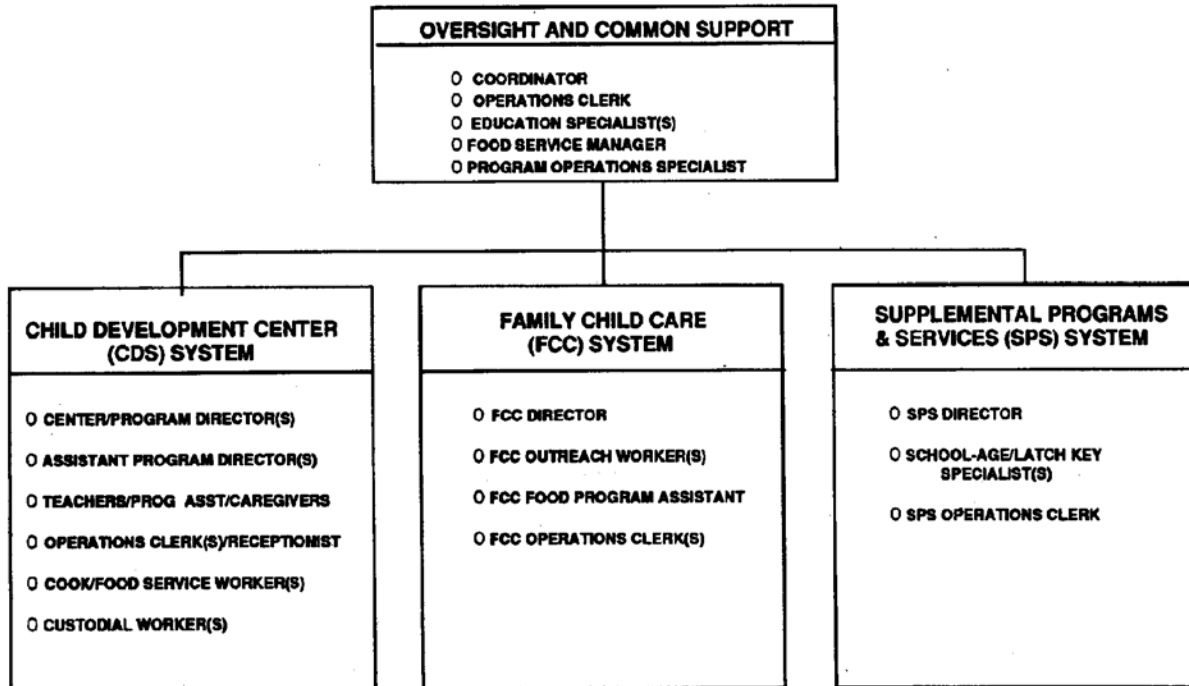 OVERSIGHT AND COMMON SUPPORT
O COORDINATOR
O OPERATIONS CLERK
O EDUCATION SPECIALIST(S)
O FOOD SERVICE MANAGER
O PROGRAM OPERATIONS SPECIALIST
CHILD DEVELOPMENT CENTER
(CDS) SYSTEM
O CENTER/PROGRAM DIRECTOR(S)
O ASSISTANT PROGRAM DIRECTOR(S)
O TEACHERS/PROG ASST/CAREGIVERS
O OPERATIONS CLERK(S)/RECEPTIONIST
O COOK/FOOD SERVICE WORKER(S)
O CUSTODIAL WORKER(S)
FAMILY CHILD CARE
(FCC) SYSTEM
O FCC DIRECTOR
O FCC OUTREACH WORKER(S)
O FCC FOOD PROGRAM ASSISTANT
O FCC OPERATIONS CLERK(S)
SUPPLEMENTAL PROGRAMS
& SERVICES (SPS) SYSTEM
O SPS DIRECTOR
O SCHOOL-AGE/LATCH KEY
SPECIALIST(S)
O SPS OPERATIONS CLERK